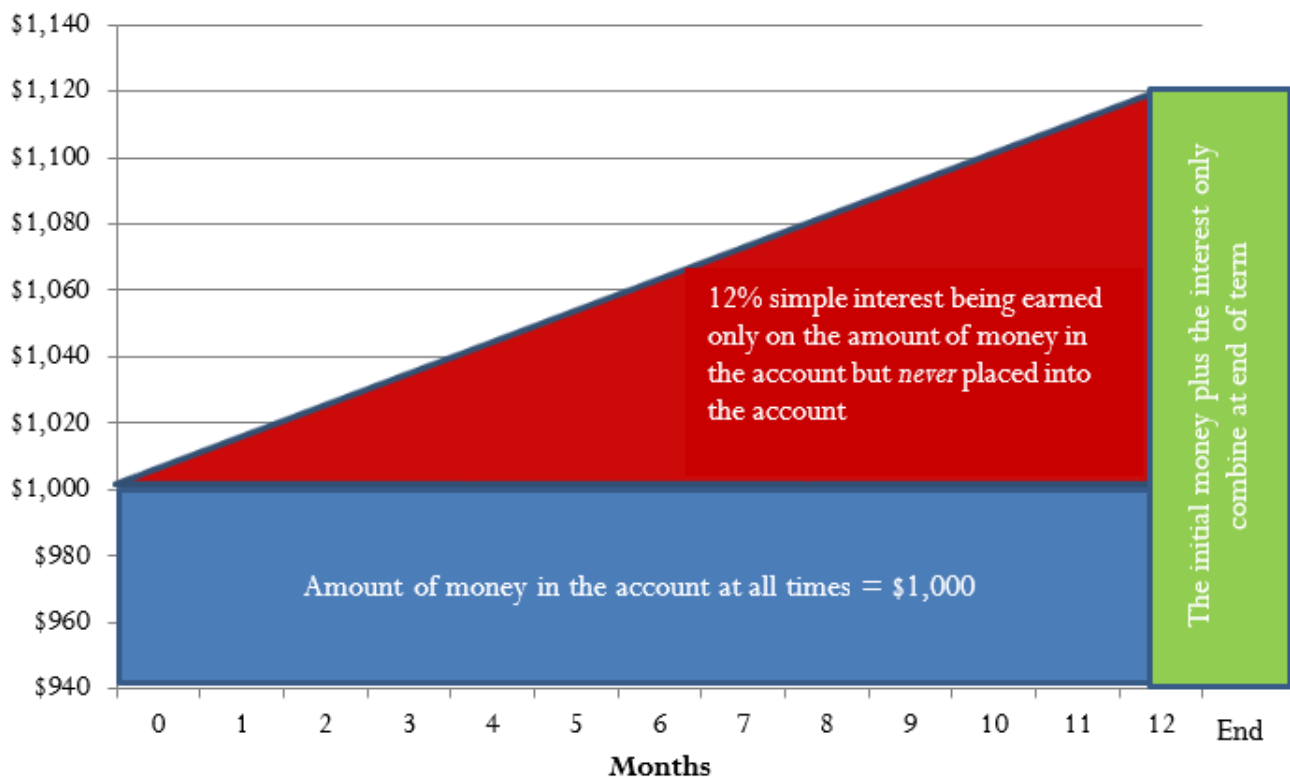 $1,140
$1,120
$1,100
$1,080
$1,060
$1,040
$1,020
$1,000
$980
$960
$940
12% simple interest being earned
only on the amount of money in
the account but never placed into
the account
Amount of money in the account at all times = $1,000
The initial money plus the interest only
combine at end of term
0 1 2 3 4 5 6 7 8 9 10 11 12 End
Months